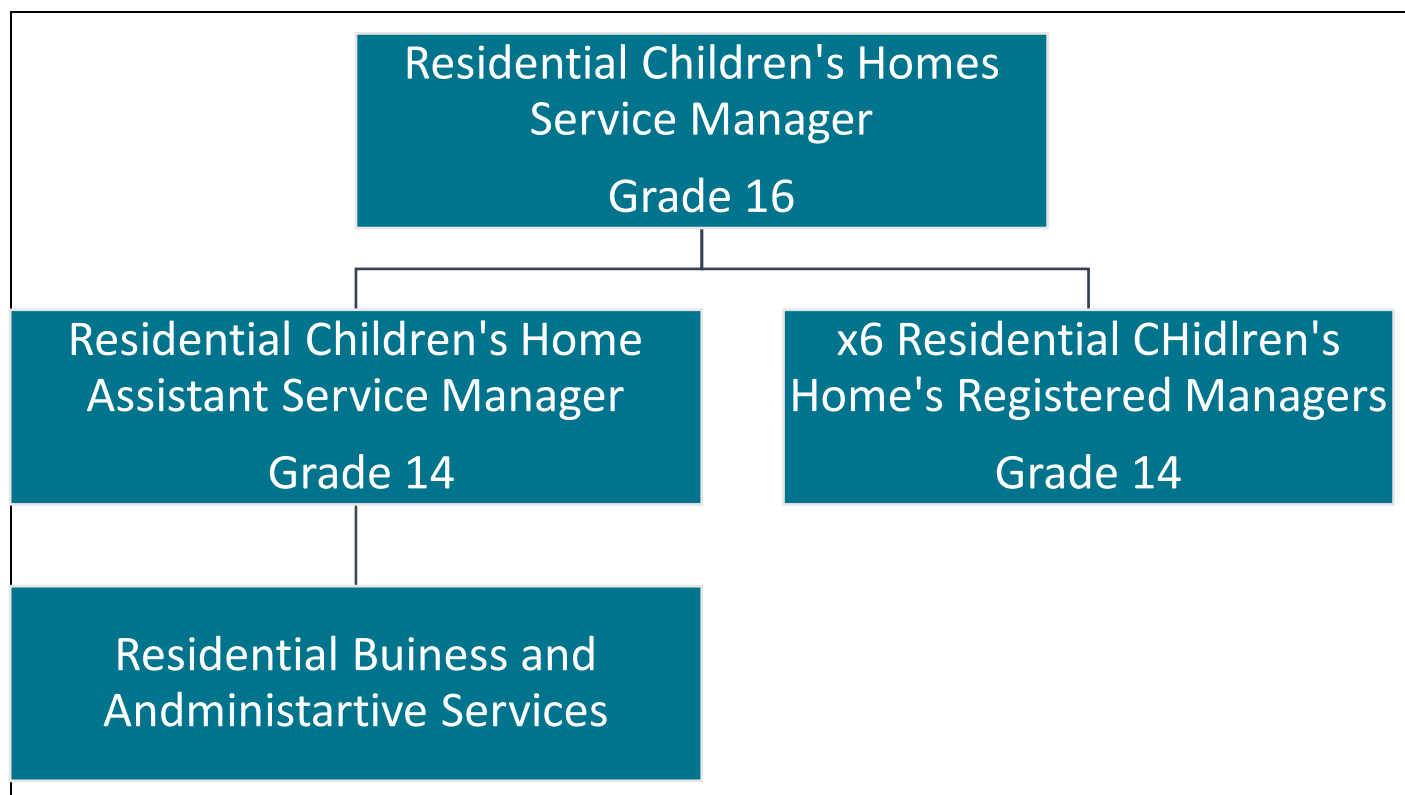 Residential Children's Homes
Service Manager
Grade 16
Residential Children's Home
Assistant Service Manager
Grade 14
x6 Residential CHidlren's
Home's Registered Managers
Grade 14
Residential Buiness and
Andministartive Services